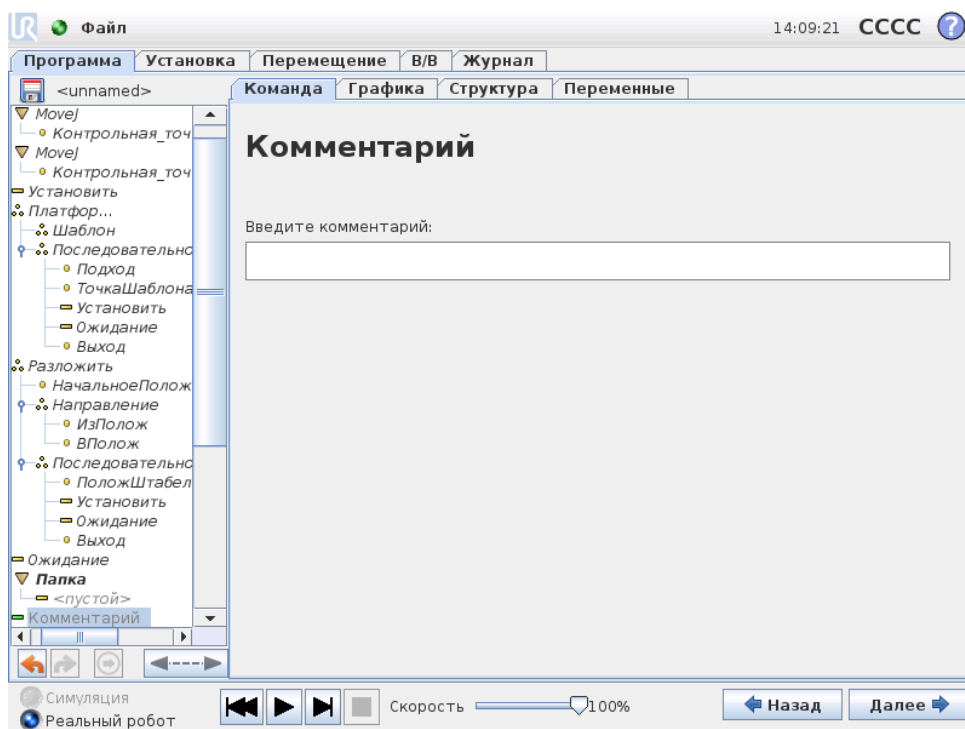 UR Файл 14:09:21 CCCC ?
Программа Установка Перемещение В/В Журнал
<unnamed> Команда Графика Структура Переменные
MoveJ
Контрольная_точ
MoveJ
Контрольная_точ
Установить
Платфор...
Шаблон
Последовательно
Подход
ТочкаШаблона
Установить
Ожидание
Выход
Разложить
НачальноеПолож
Направление
ИзПолож
ВПолож
Последовательно
ПоложШтабел
Установить
Ожидание
Выход
Ожидание
Папка
<пустой>
Комментарий
Комментарий
Введите комментарий:
Симуляция
Реальный робот
Скорость 100%
Назад Далее